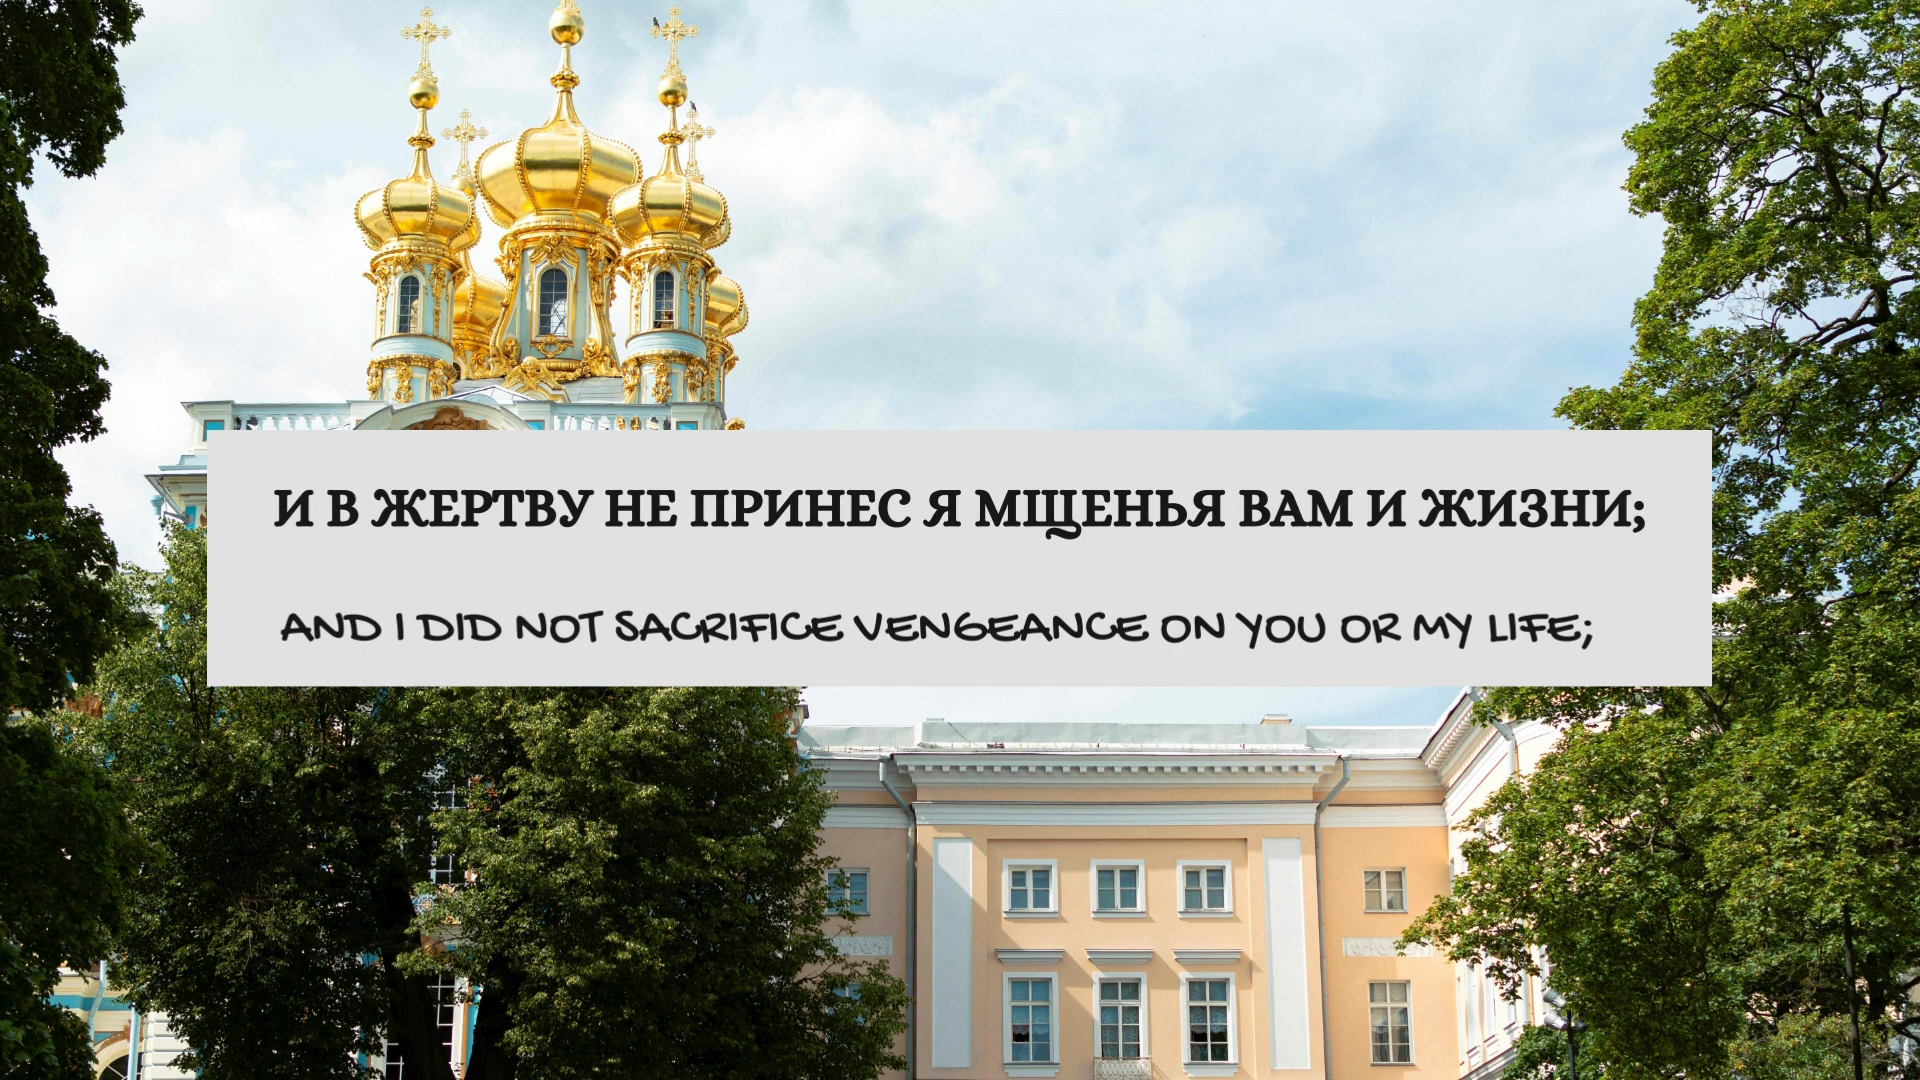 И В ЖЕРТВУ НЕ ПРИНЕС Я МЩЕНЬЯ ВАМ И ЖИЗНИ;
AND I DID NOT SACRIFICE VENGEANCE ON YOU OR MY LIFE;